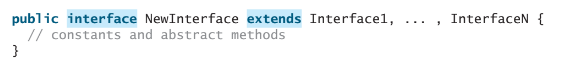 public interface NewInterface extends Interface1, ... , InterfaceN {
  // constants and abstract methods
}